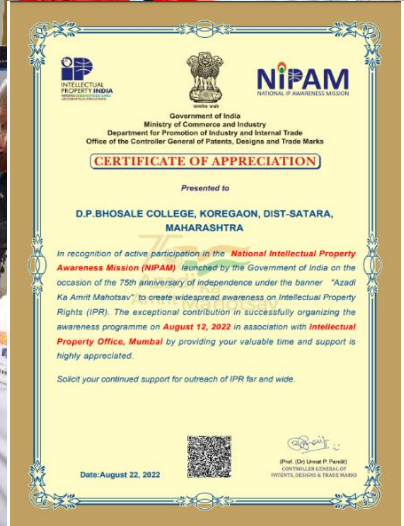 INTELLECTUAL
PROPERTY INDIA
NIPAM
NATIONAL IP AWARENESS MISSION
Government of India
Ministry of Commerce and Industry
Department for Promotion of Industry and Internal Trade
Office of the Controller General of Patents, Designs and Trade Marks
CERTIFICATE OF APPRECIATION
Presented to
D.P.BHOSALE COLLEGE, KOREGAON, DIST-SATARA,
MAHARASHTRA
In recognition of active participation in the National Intellectual Property
Awareness Mission (NIPAM) launched by the Government of India on the
occasion of the 75th anniversary of independence under the banner "Azadi
Ka Amrit Mahotsav" to create widespread awareness on Intellectual Property
Rights (IPR). The exceptional contribution in successfully organizing the
awareness programme on August 12, 2022 in association with Intellectual
Property Office, Mumbai by providing your valuable time and support is
highly appreciated.
Solicit your continued support for outreach of IPR far and wide.
(Prof. (Dr) Unnat P. Pandit)
CONTROLLER GENERAL OF
PATENTS, DESIGNS & TRADE MARKS
Date:August 22, 2022